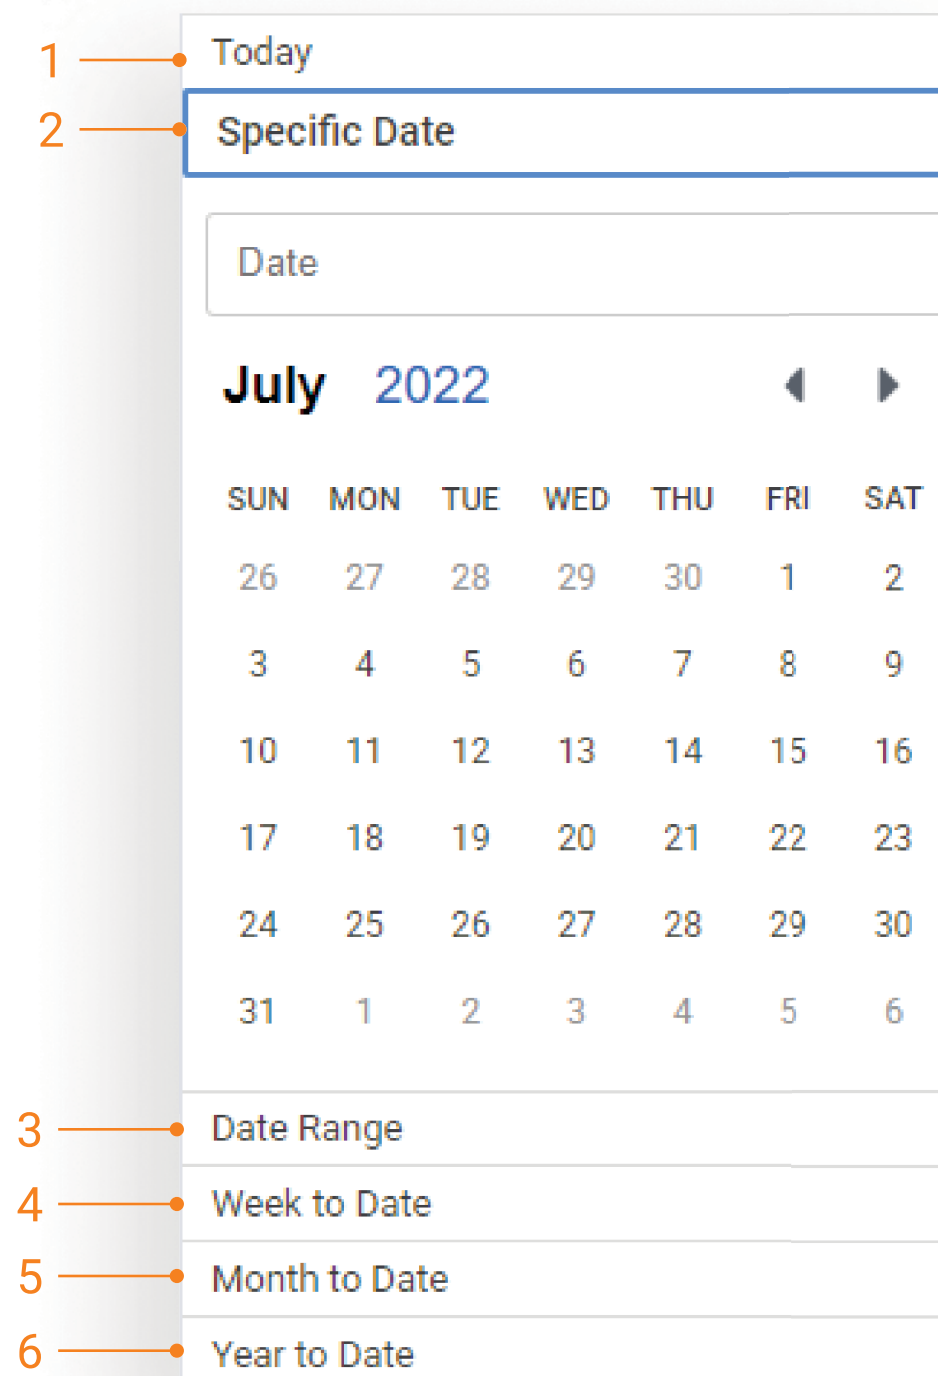 1 Today
2 Specific Date
Date
July 2022
SUN MON TUE WED THU FRI SAT
26 27 28 29 30 1 2
3 4 5 6 7 8 9
10 11 12 13 14 15 16
17 18 19 20 21 22 23
24 25 26 27 28 29 30
31 1 2 3 4 5 6
3 Date Range
4 Week to Date
5 Month to Date
6 Year to Date